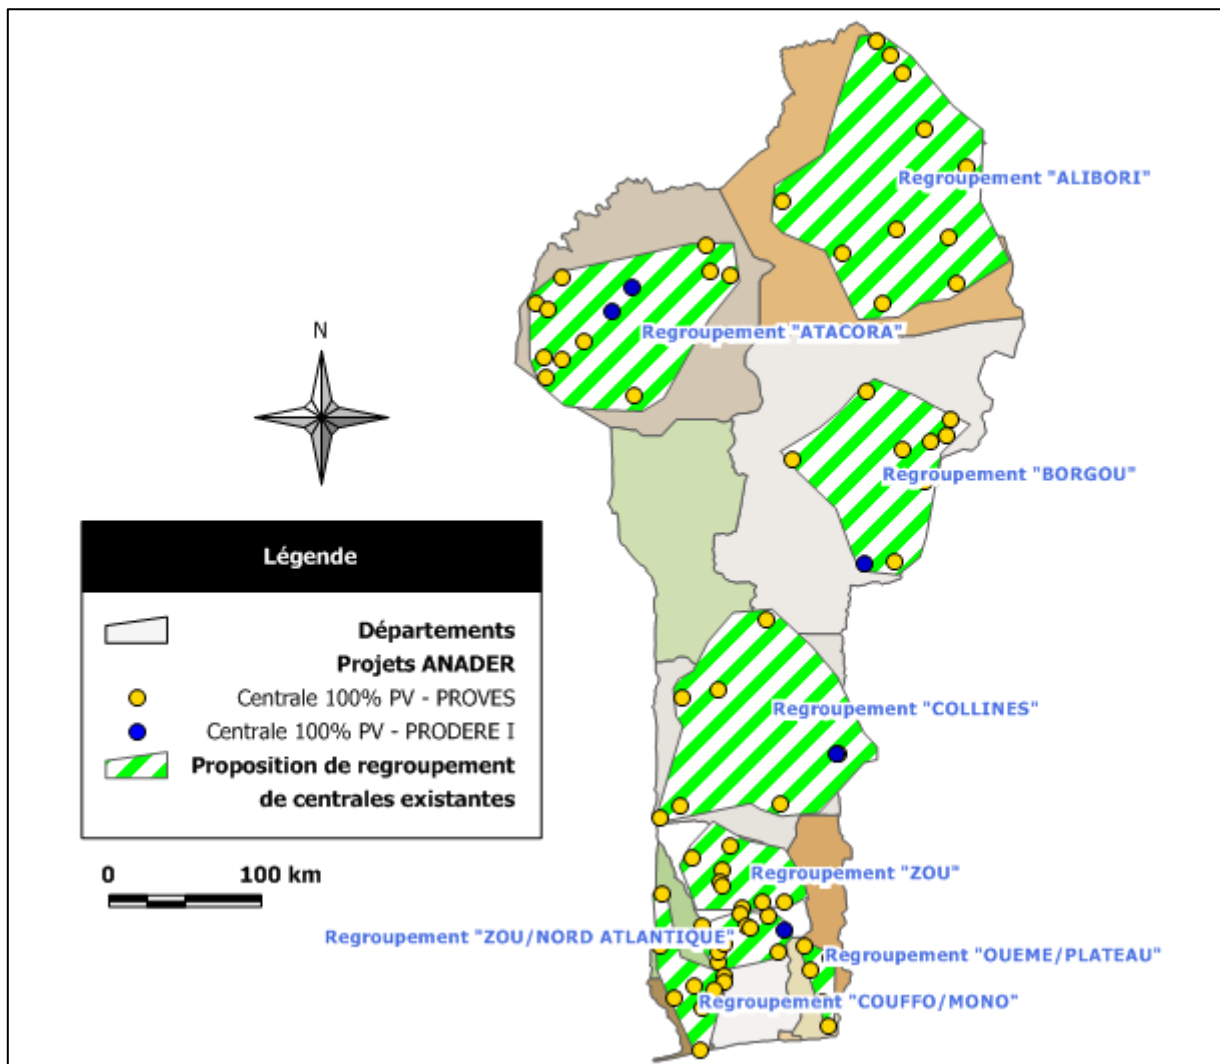 Regroupement "ALIBORI"
Regroupement "ATACORA"
N
Regroupement "BORGOU"
Légende
Départements
Projets ANADER
Centrale 100% PV - PROVES
Centrale 100% PV - PRODERE I
Proposition de regroupement
de centrales existantes
Regroupement "COLLINES"
0 100 km
Regroupement "ZOU"
Regroupement "ZOU/NORD ATLANTIQUE"
Regroupement "OUEME/PLATEAU"
Regroupement "COUFFO/MONO"